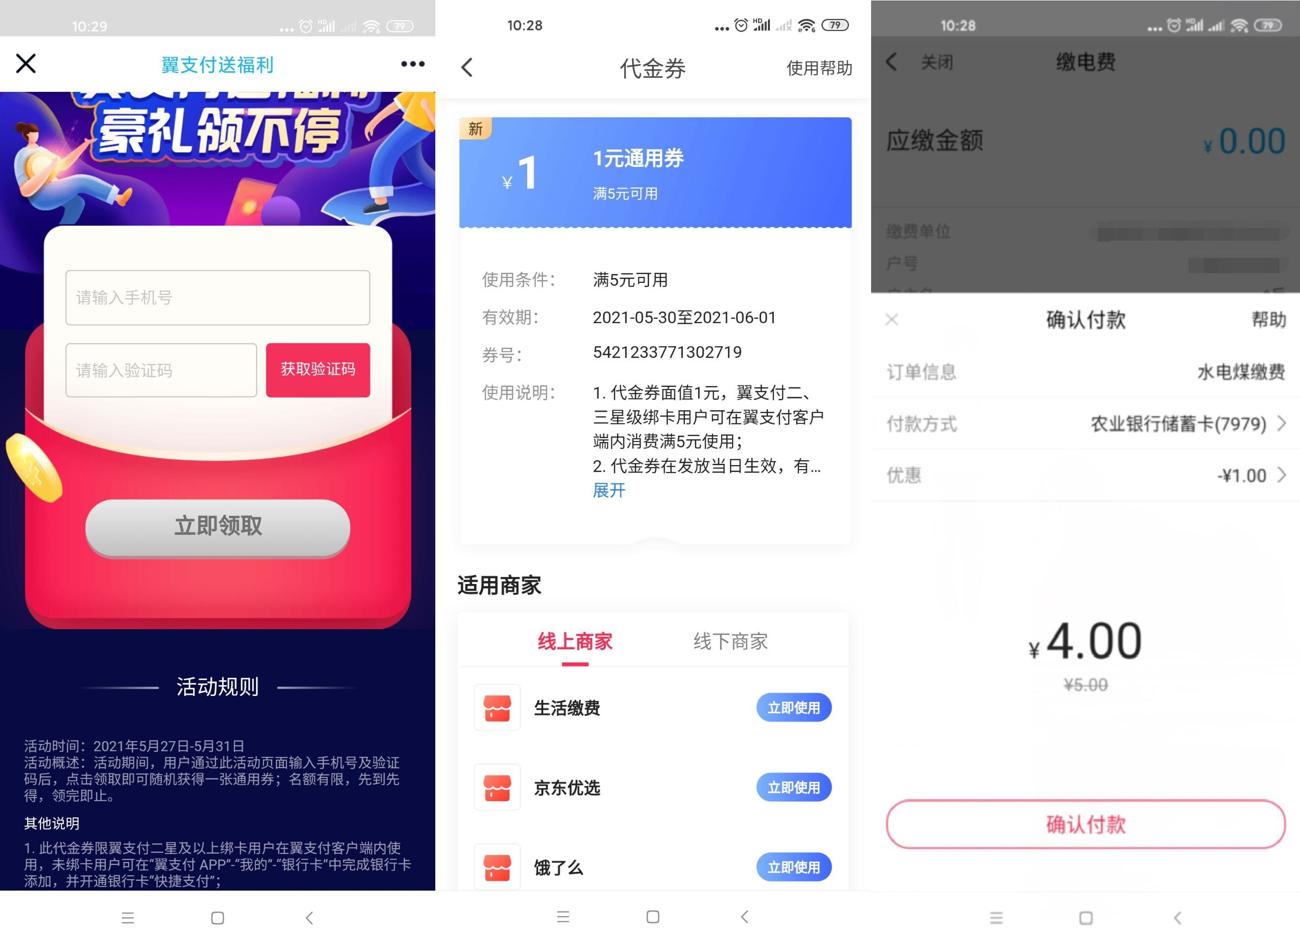 10:29
HD
79
翼支付送福利
豪礼领不停
请输入手机号
请输入验证码
获取验证码
立即领取
活动规则
活动时间：2021年5月27日-5月31日
活动概述：活动期间，用户通过此活动页面输入手机号及验证
码后，点击领取即可随机获得一张通用券；名额有限，先到先
得，领完即止。
其他说明
1. 此代金券限翼支付二星及以上绑卡用户在翼支付客户端内使
用，未绑卡用户可在“翼支付 APP”-“我的”-“银行卡”中完成银行卡
添加，并开通银行卡“快捷支付”；
10:28
HD
79
代金券
使用帮助
新
¥ 1
1元通用券
满5元可用
使用条件： 满5元可用
有效期： 2021-05-30至2021-06-01
券号： 5421233771302719
使用说明： 1. 代金券面值1元，翼支付二、
三星级绑卡用户可在翼支付客户
端内消费满5元使用；
2. 代金券在发放当日生效，有...
展开
适用商家
线上商家 线下商家
生活缴费 立即使用
京东优选 立即使用
饿了么 立即使用
10:28
HD
79
关闭 缴电费
应缴金额 ¥ 0.00
缴费单位
户号
确认付款 帮助
订单信息 水电煤缴费
付款方式 农业银行储蓄卡(7979)
优惠 -¥1.00
¥ 4.00
¥5.00
确认付款